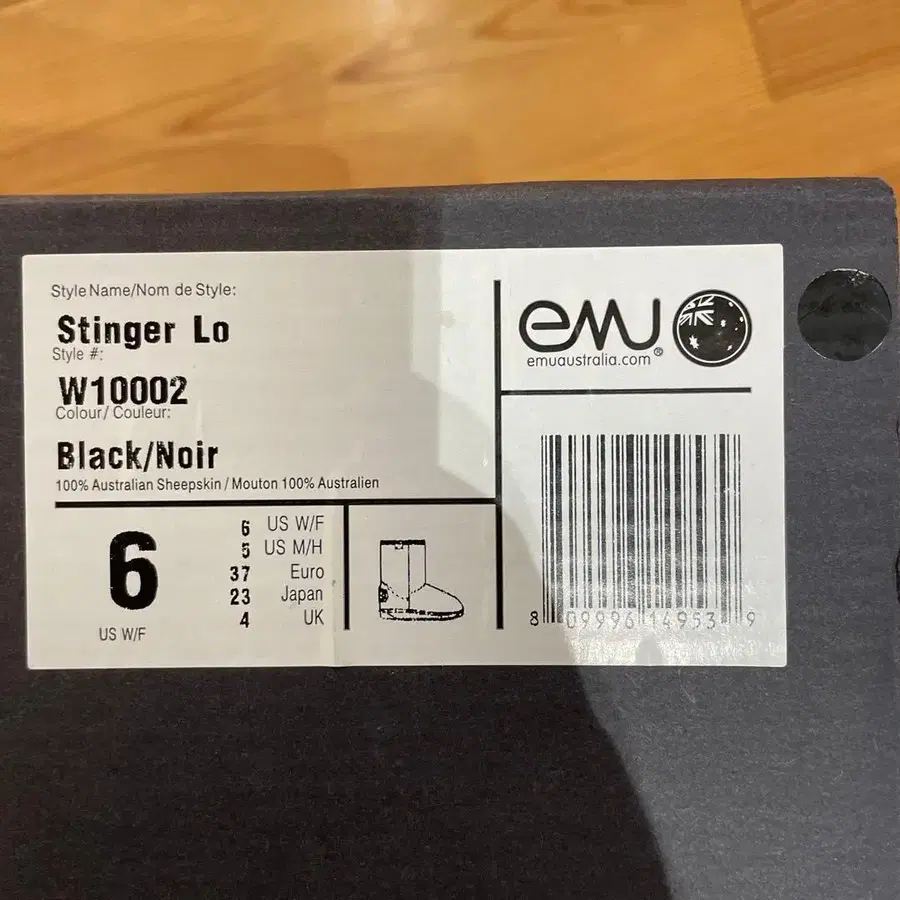 Style Name/Nom de Style:
Stinger Lo
Style #:
W10002
Colour/ Couleur:
Black/Noir
100% Australian Sheepskin / Mouton 100% Australien
6
US W/F
6 US W/F
5 US M/H
37 Euro
23 Japan
4 UK
emu
emuaustralia.com ®
8 09996 14953 9